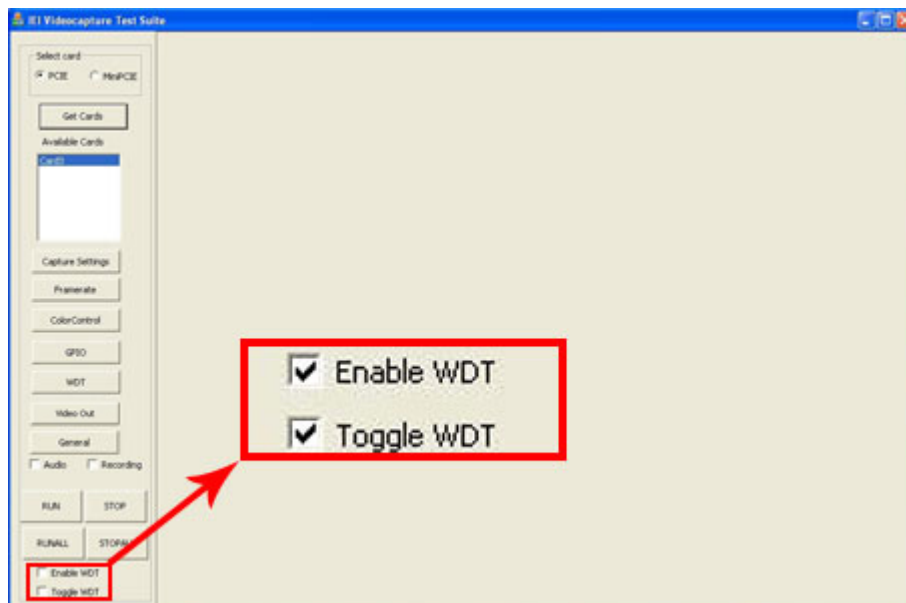 IEI Videocapture Test Suite
Select card
PCIE MiniPCIE
Get Cards
Available Cards
Card0
Capture Settings
Framerate
ColorControl
GPIO
WDT
Video Out
General
Audio Recording
RUN STOP
RUNALL
Enable WDT
Toggle WDT
Enable WDT
Toggle WDT